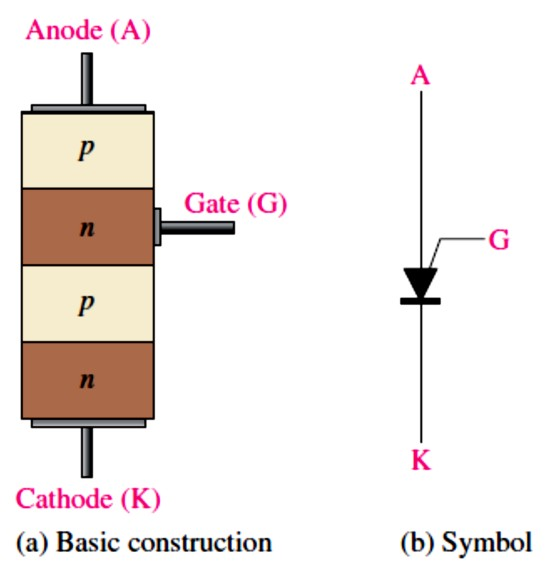 Anode (A)
p
n
Gate (G)
p
n
Cathode (K)
(a) Basic construction
A
G
K
(b) Symbol